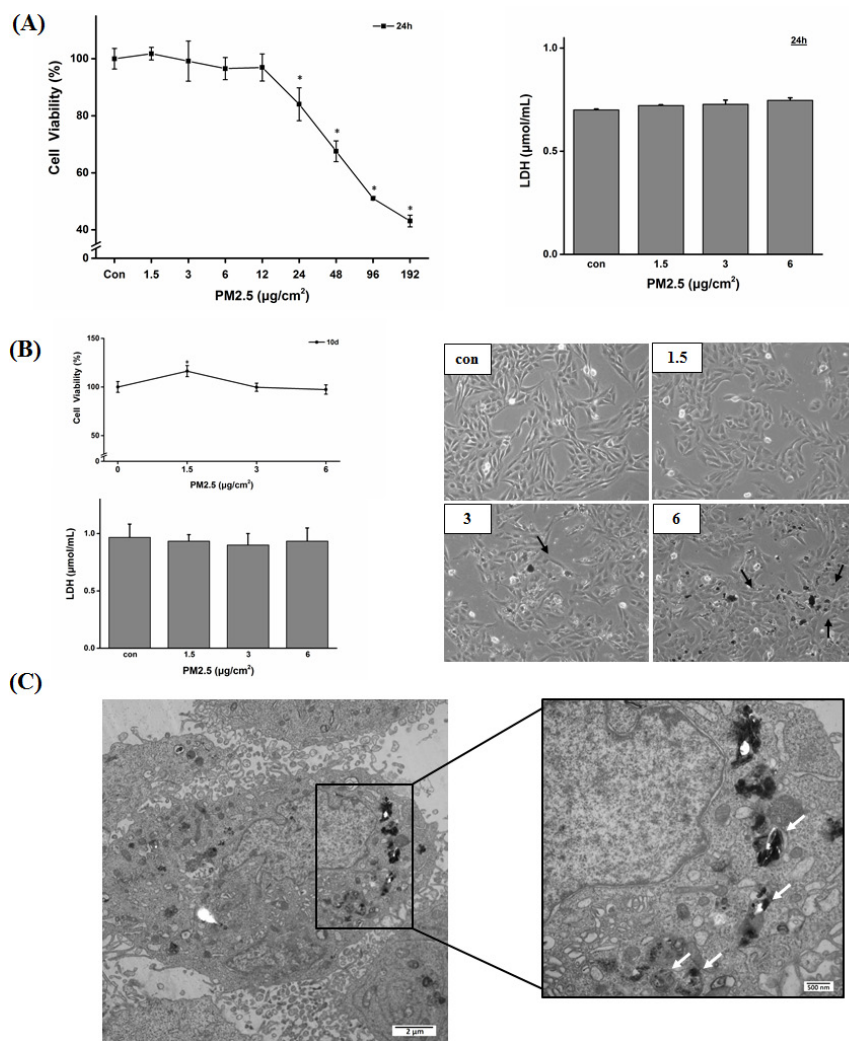 (A)
24h
Cell Viability (%)
100
80
60
40
0
*
*
*
*
Con 1.5 3 6 12 24 48 96 192
PM2.5 (µg/cm²)
24h
LDH (µmol/mL)
1.0
0.5
0.0
con 1.5 3 6
PM2.5 (µg/cm²)
(B)
10d
Cell Viability (%)
150
100
50
0
*
0 1.5 3 6
PM2.5 (µg/cm²)
LDH (µmol/mL)
1.0
0.5
0.0
con 1.5 3 6
PM2.5 (µg/cm²)
con
1.5
3
6
(C)
2 µm
500 nm